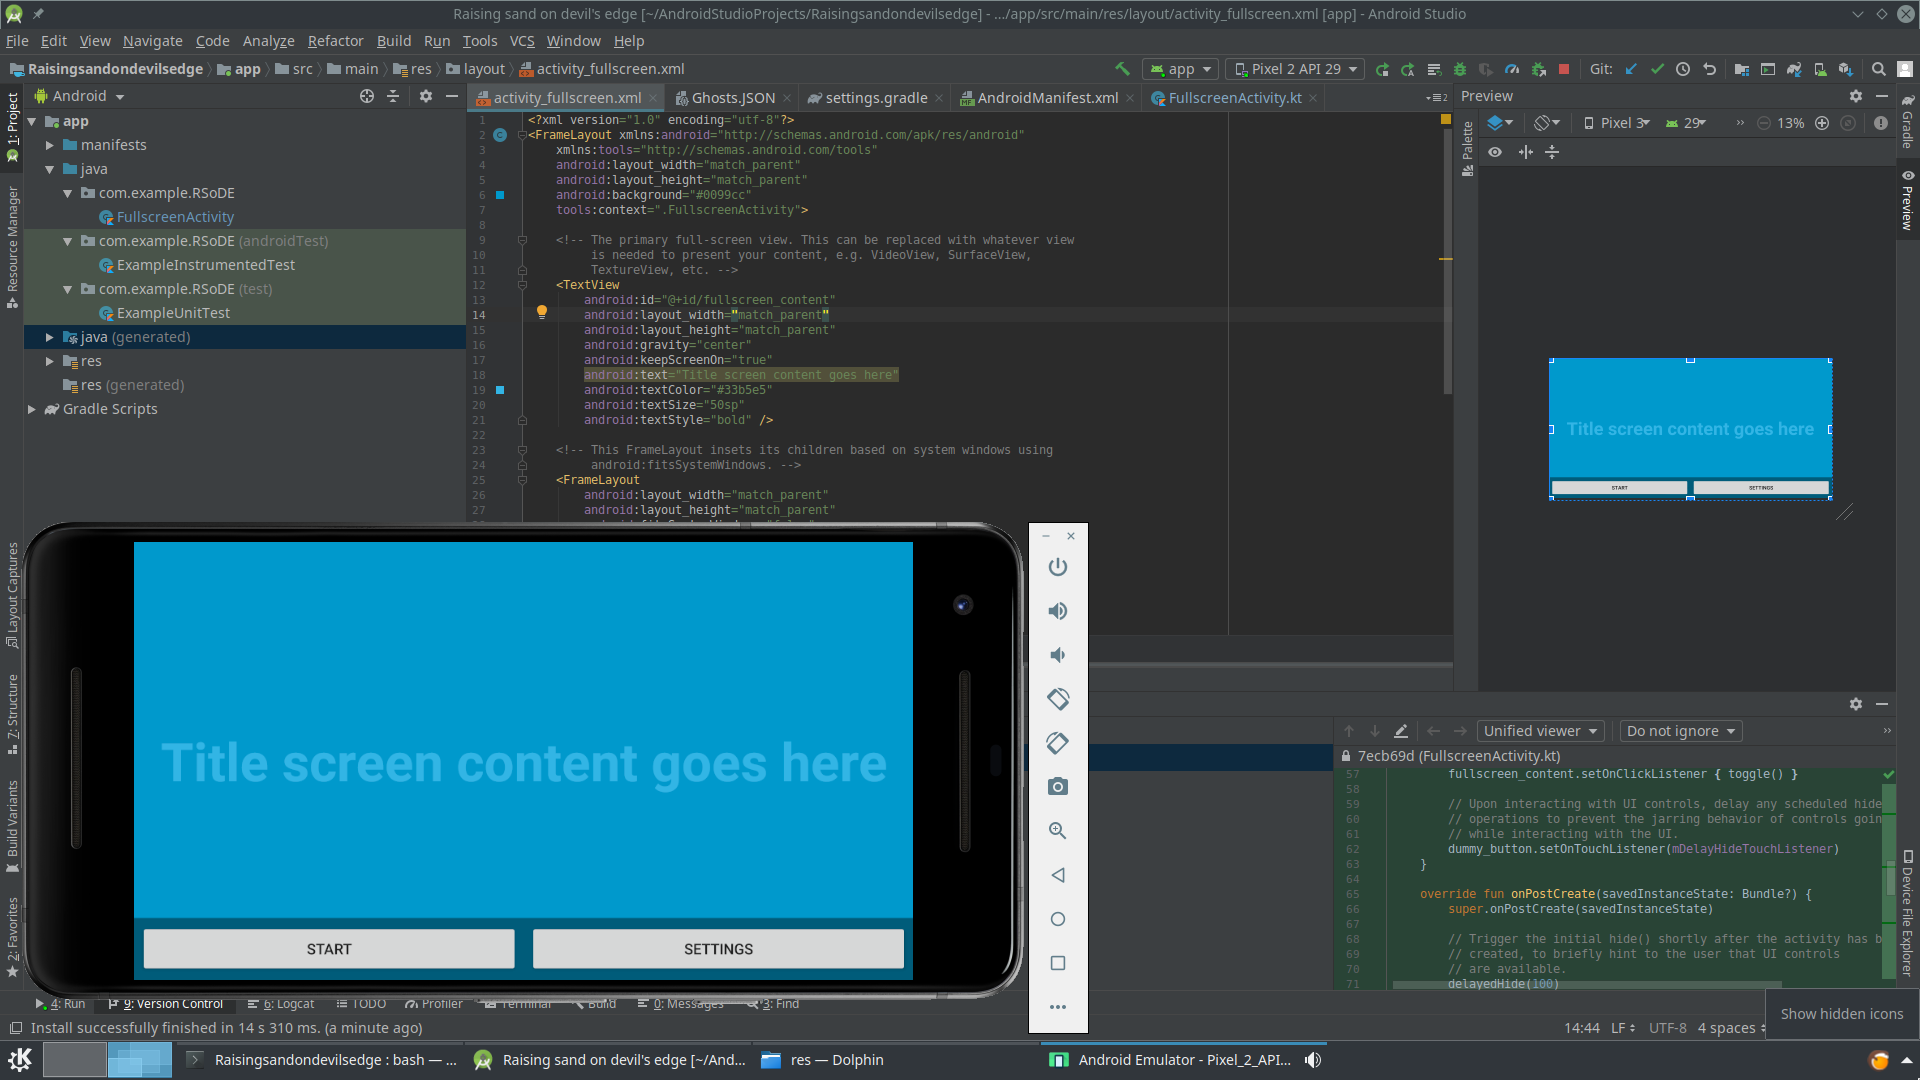 Raising sand on devil's edge [~/AndroidStudioProjects/Raisingsandondevilsedge] - .../app/src/main/res/layout/activity_fullscreen.xml [app] - Android Studio
File Edit View Navigate Code Analyze Refactor Build Run Tools VCS Window Help
Raisingsandondevilsedge app src main res layout activity_fullscreen.xml
app Pixel 2 API 29 Git:
1: Project
Resource Manager
Layout Captures
7: Structure
Build Variants
2: Favorites
Android
app
manifests
java
com.example.RSoDE
FullscreenActivity
com.example.RSoDE (androidTest)
ExampleInstrumentedTest
com.example.RSoDE (test)
ExampleUnitTest
java (generated)
res
res (generated)
Gradle Scripts
activity_fullscreen.xml Ghosts.JSON settings.gradle AndroidManifest.xml FullscreenActivity.kt
2
1 <?xml version="1.0" encoding="utf-8"?>
2 <FrameLayout xmlns:android="http://schemas.android.com/apk/res/android"
3 xmlns:tools="http://schemas.android.com/tools"
4 android:layout_width="match_parent"
5 android:layout_height="match_parent"
6 android:background="#0099cc"
7 tools:context=".FullscreenActivity">
8
9 <!-- The primary full-screen view. This can be replaced with whatever view
10 is needed to present your content, e.g. VideoView, SurfaceView,
11 TextureView, etc. -->
12 <TextView
13 android:id="@+id/fullscreen_content"
14 android:layout_width="match_parent"
15 android:layout_height="match_parent"
16 android:gravity="center"
17 android:keepScreenOn="true"
18 android:text="Title screen content goes here"
19 android:textColor="#33b5e5"
20 android:textSize="50sp"
21 android:textStyle="bold" />
22
23 <!-- This FrameLayout insets its children based on system windows using
24 android:fitsSystemWindows. -->
25 <FrameLayout
26 android:layout_width="match_parent"
27 android:layout_height="match_parent"
Preview
Palette
Pixel 3 29 13%
Title screen content goes here
START SETTINGS
Gradle
Preview
Device File Explorer
Title screen content goes here
START SETTINGS
Unified viewer Do not ignore
7ecb69d (FullscreenActivity.kt)
57 fullscreen_content.setOnClickListener { toggle() }
58
59 // Upon interacting with UI controls, delay any scheduled hide
60 // operations to prevent the jarring behavior of controls goin
61 // while interacting with the UI.
62 dummy_button.setOnTouchListener(mDelayHideTouchListener)
63 }
64
65 override fun onPostCreate(savedInstanceState: Bundle?) {
66 super.onPostCreate(savedInstanceState)
67
68 // Trigger the initial hide() shortly after the activity has b
69 // created, to briefly hint to the user that UI controls
70 // are available.
71 delayedHide(100)
4: Run 9: Version Control 6: Logcat TODO Profiler Terminal Build 0: Messages 3: Find
Install successfully finished in 14 s 310 ms. (a minute ago)
14:44 LF UTF-8 4 spaces
Show hidden icons
Raisingsandondevilsedge : bash — ... Raising sand on devil's edge [~/And... res — Dolphin Android Emulator - Pixel_2_API...